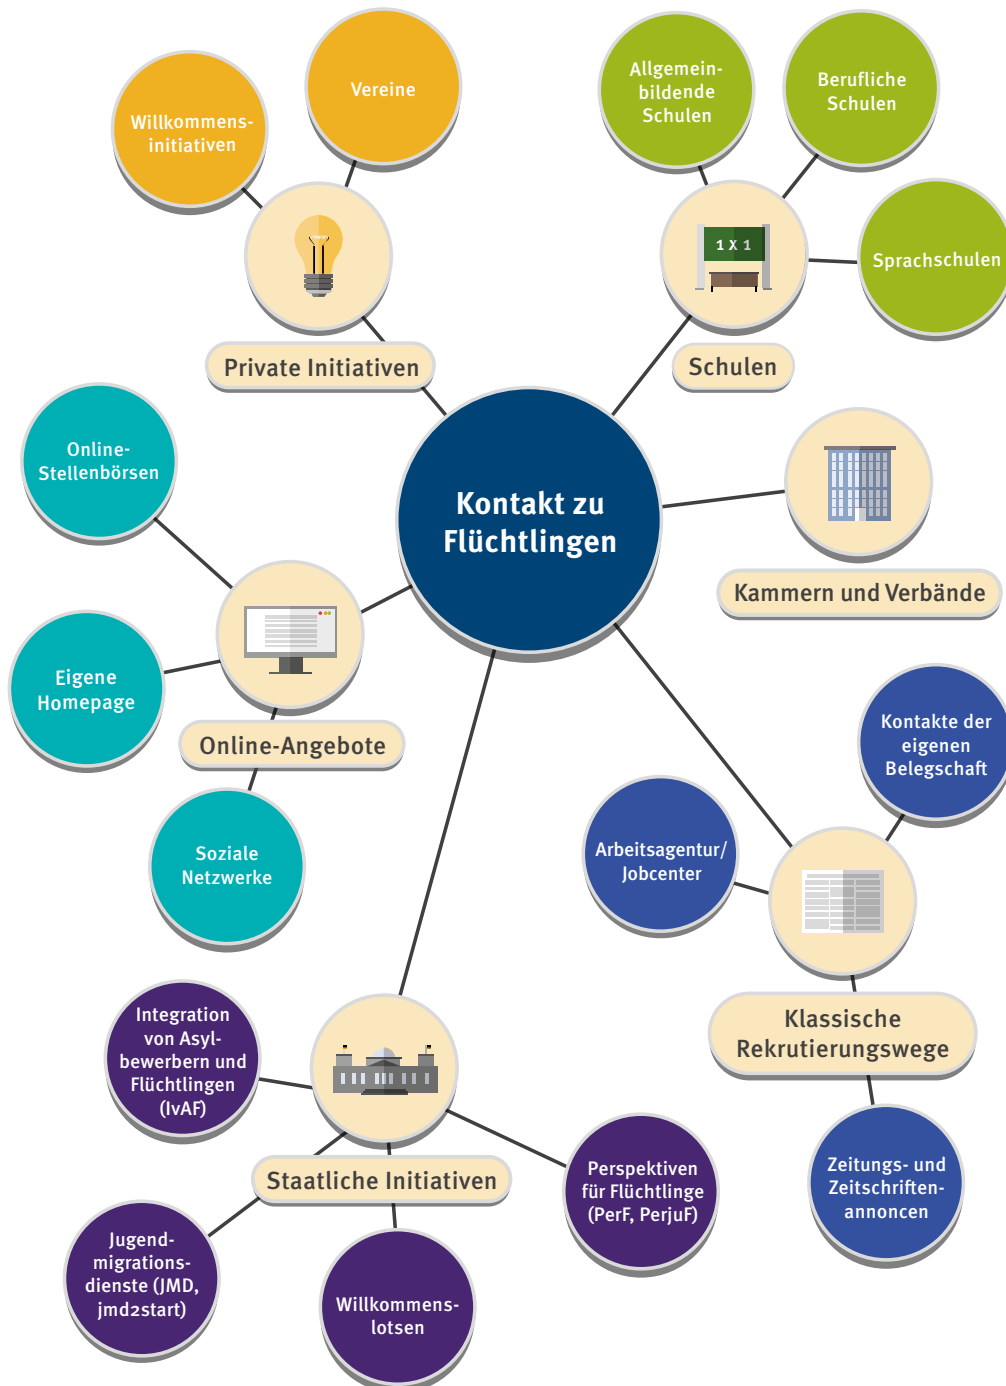 Vereine
Willkommens-
initiativen
Private Initiativen
Allgemein-
bildende
Schulen
Berufliche
Schulen
Sprachschulen
1 X 1
Schulen
Kontakt zu
Flüchtlingen
Kammern und Verbände
Online-
Stellenbörsen
Eigene
Homepage
Online-Angebote
Soziale
Netzwerke
Kontakte der
eigenen
Belegschaft
Arbeitsagentur/
Jobcenter
Klassische
Rekrutierungswege
Zeitungs- und
Zeitschriften-
annoncen
Integration
von Asyl-
bewerbern und
Flüchtlingen
(IvAF)
Staatliche Initiativen
Perspektiven
für Flüchtlinge
(PerF, PerjuF)
Jugend-
migrations-
dienste (JMD,
jmd2start)
Willkommens-
lotsen